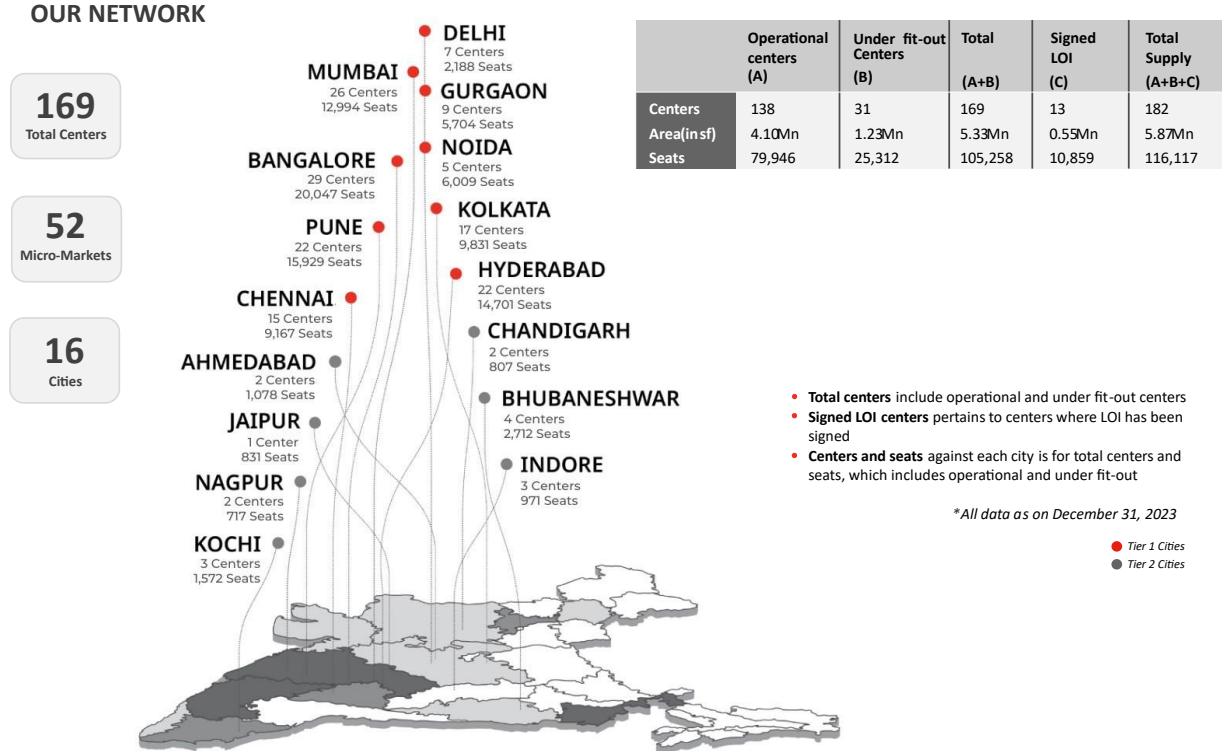 OUR NETWORK
169
Total Centers
52
Micro-Markets
16
Cities
DELHI
7 Centers
2,188 Seats
MUMBAI
26 Centers
12,994 Seats
GURGAON
9 Centers
5,704 Seats
NOIDA
5 Centers
6,009 Seats
BANGALORE
29 Centers
20,047 Seats
KOLKATA
17 Centers
9,831 Seats
PUNE
22 Centers
15,929 Seats
HYDERABAD
22 Centers
14,701 Seats
CHENNAI
15 Centers
9,167 Seats
CHANDIGARH
2 Centers
807 Seats
AHMEDABAD
2 Centers
1,078 Seats
BHUBANESHWAR
4 Centers
2,712 Seats
JAIPUR
1 Center
831 Seats
INDORE
3 Centers
971 Seats
NAGPUR
2 Centers
717 Seats
KOCHI
3 Centers
1,572 Seats
Operational centers (A) Under fit-out Centers (B) Total (A+B) Signed LOI (C) Total Supply (A+B+C)
Centers 138 31 169 13 182
Area(in sf) 4.10Mn 1.23Mn 5.33Mn 0.55Mn 5.87Mn
Seats 79,946 25,312 105,258 10,859 116,117
• Total centers include operational and under fit-out centers
• Signed LOI centers pertains to centers where LOI has been
signed
• Centers and seats against each city is for total centers and
seats, which includes operational and under fit-out
*All data as on December 31, 2023
Tier 1 Cities
Tier 2 Cities